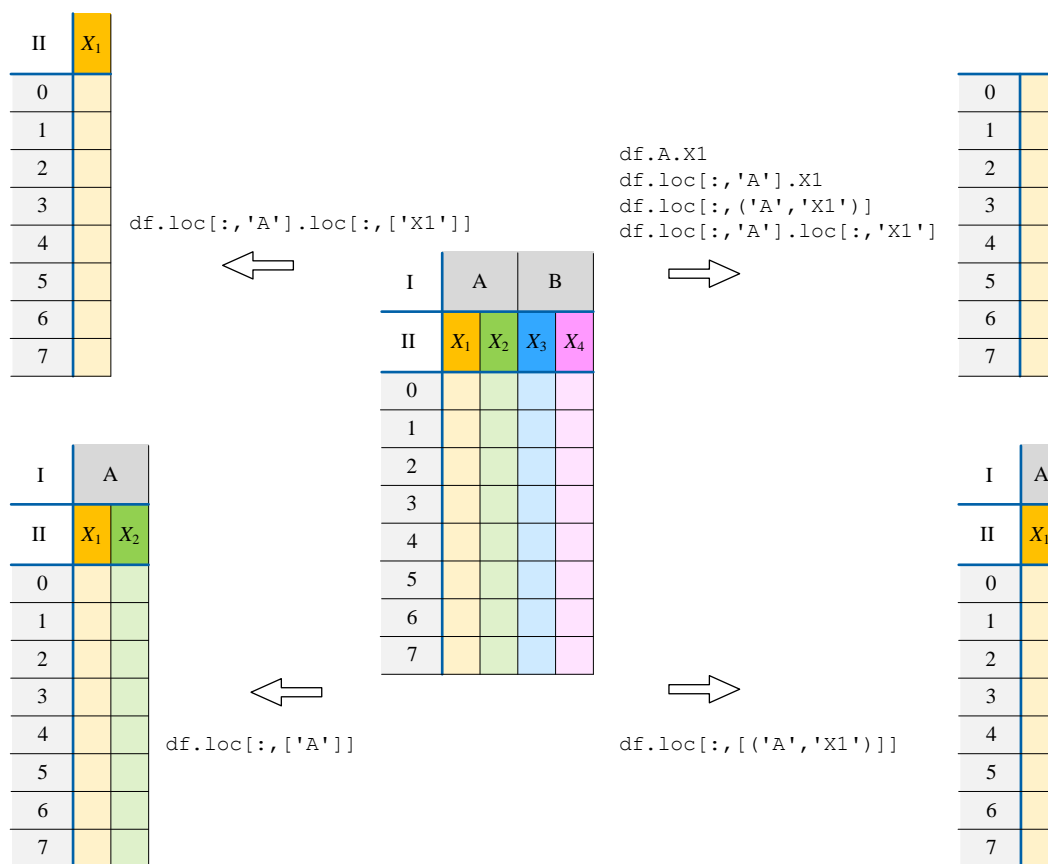 II X1
0
1
2
3
4
5
6
7
df.loc[:,'A'].loc[:,['X1']]
df.A.X1
df.loc[:,'A'].X1
df.loc[:,('A','X1')]
df.loc[:,'A'].loc[:,'X1']
0
1
2
3
4
5
6
7
I A B
II X1 X2 X3 X4
0
1
2
3
4
5
6
7
I A
II X1 X2
0
1
2
3
4
5
6
7
df.loc[:,['A']]
df.loc[:,[('A','X1')]]
I A
II X1
0
1
2
3
4
5
6
7